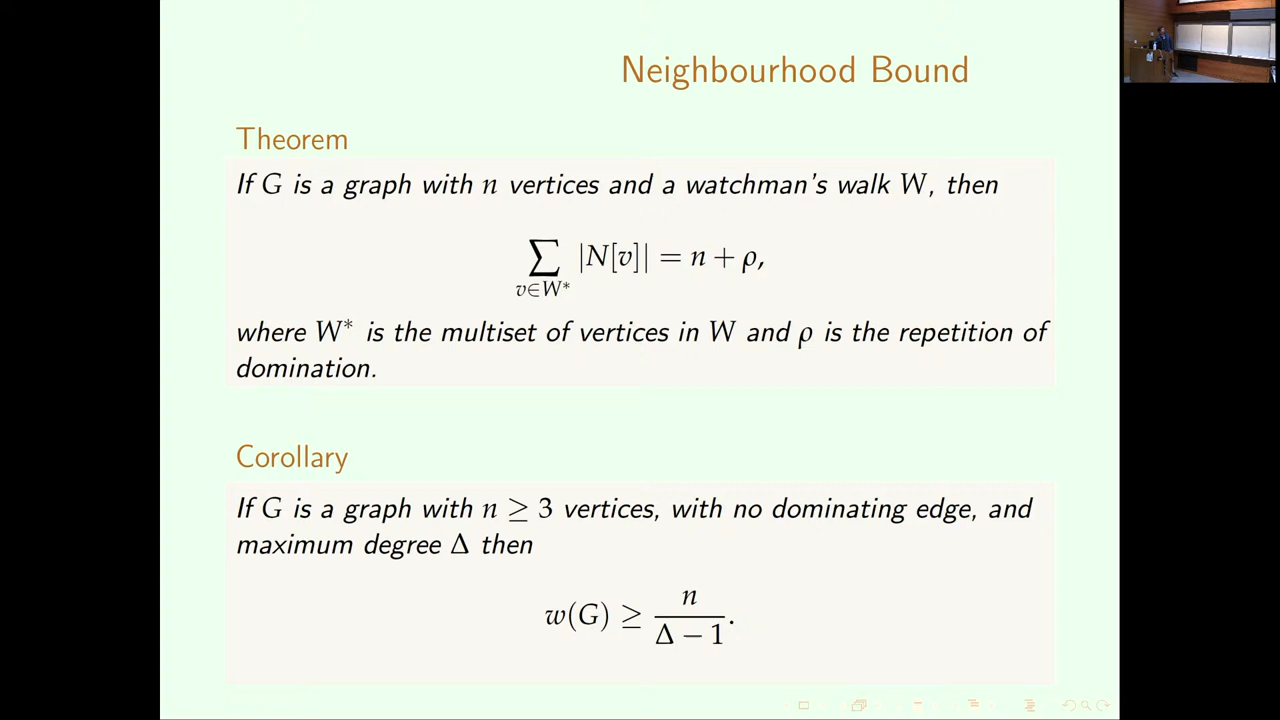 Neighbourhood Bound
Theorem
If G is a graph with n vertices and a watchman's walk W, then
∑ |N[v]| = n + ρ,
v∈W*
where W* is the multiset of vertices in W and ρ is the repetition of
domination.
Corollary
If G is a graph with n ≥ 3 vertices, with no dominating edge, and
maximum degree Δ then
w(G) ≥ n / (Δ − 1).